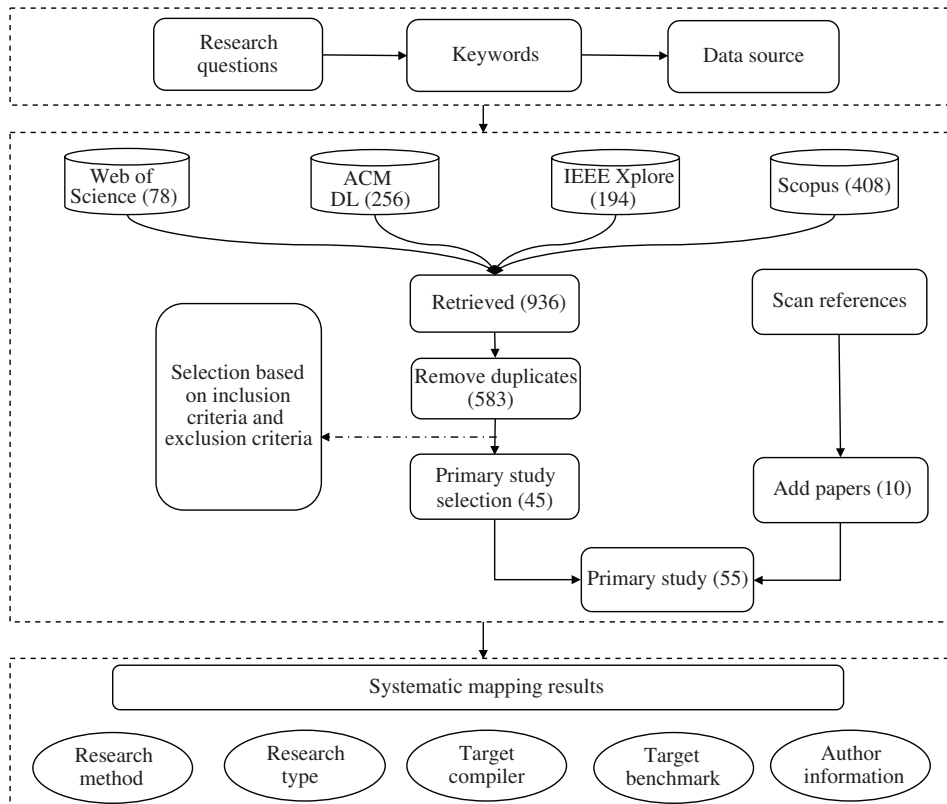 Research
questions
Keywords
Data source
Web of
Science (78)
ACM
DL (256)
IEEE Xplore
(194)
Scopus (408)
Retrieved (936)
Scan references
Selection based
on inclusion
criteria and
exclusion criteria
Remove duplicates
(583)
Primary study
selection (45)
Add papers (10)
Primary study (55)
Systematic mapping results
Research
method
Research
type
Target
compiler
Target
benchmark
Author
information